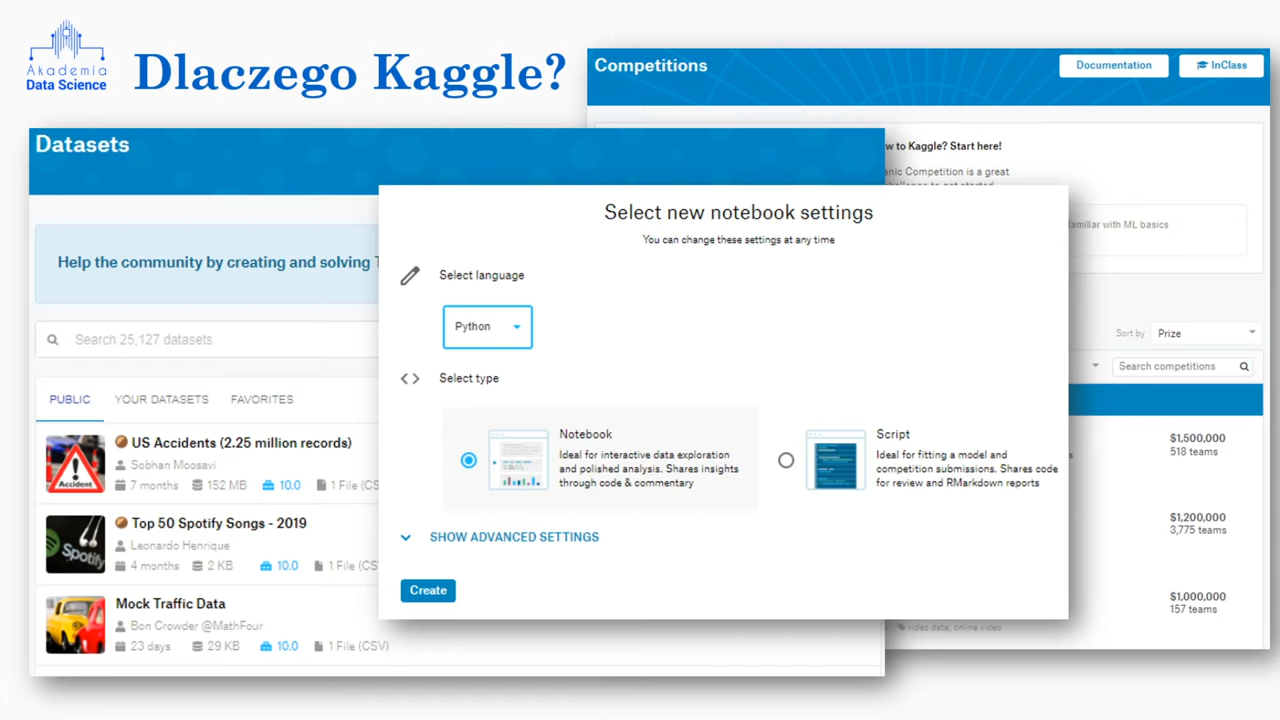 Akademia
Data Science
Dlaczego Kaggle?
Competitions
Documentation
InClass
w to Kaggle? Start here!
anic Competition is a great
familiar with ML basics
Sort by
Prize
Search competitions
$1,500,000
518 teams
$1,200,000
3,775 teams
$1,000,000
157 teams
video data, online video
Datasets
Help the community by creating and solving T
Search 25,127 datasets
PUBLIC
YOUR DATASETS
FAVORITES
US Accidents (2.25 million records)
Accident
Sobhan Moosavi
7 months 152 MB 10.0 1 File (CS
Top 50 Spotify Songs - 2019
Spotify
Leonardo Henrique
4 months 2 KB 10.0 1 File (CS
Mock Traffic Data
Bon Crowder @MathFour
23 days 29 KB 10.0 1 File (CSV)
Select new notebook settings
You can change these settings at any time
Select language
Python
Select type
Notebook
Ideal for interactive data exploration
and polished analysis. Shares insights
through code & commentary
Script
Ideal for fitting a model and
competition submissions. Shares code
for review and RMarkdown reports
SHOW ADVANCED SETTINGS
Create